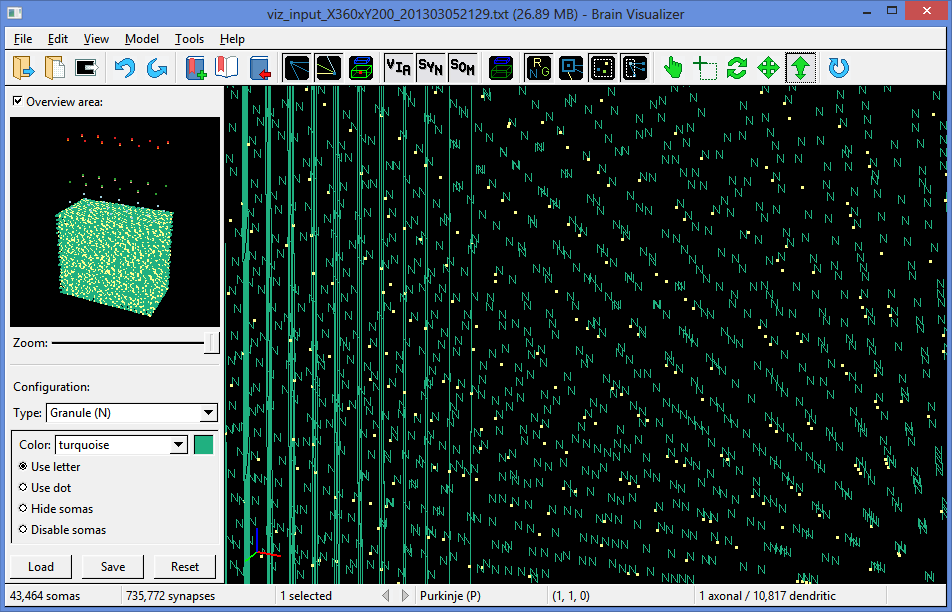 viz_input_X360xY200_201303052129.txt (26.89 MB) - Brain Visualizer
File Edit View Model Tools Help
VIA SYN SOM RNG
Overview area:
Zoom:
Configuration:
Type: Granule (N)
Color: turquoise
Use letter
Use dot
Hide somas
Disable somas
Load Save Reset
43,464 somas 735,772 synapses 1 selected Purkinje (P) (1, 1, 0) 1 axonal / 10,817 dendritic